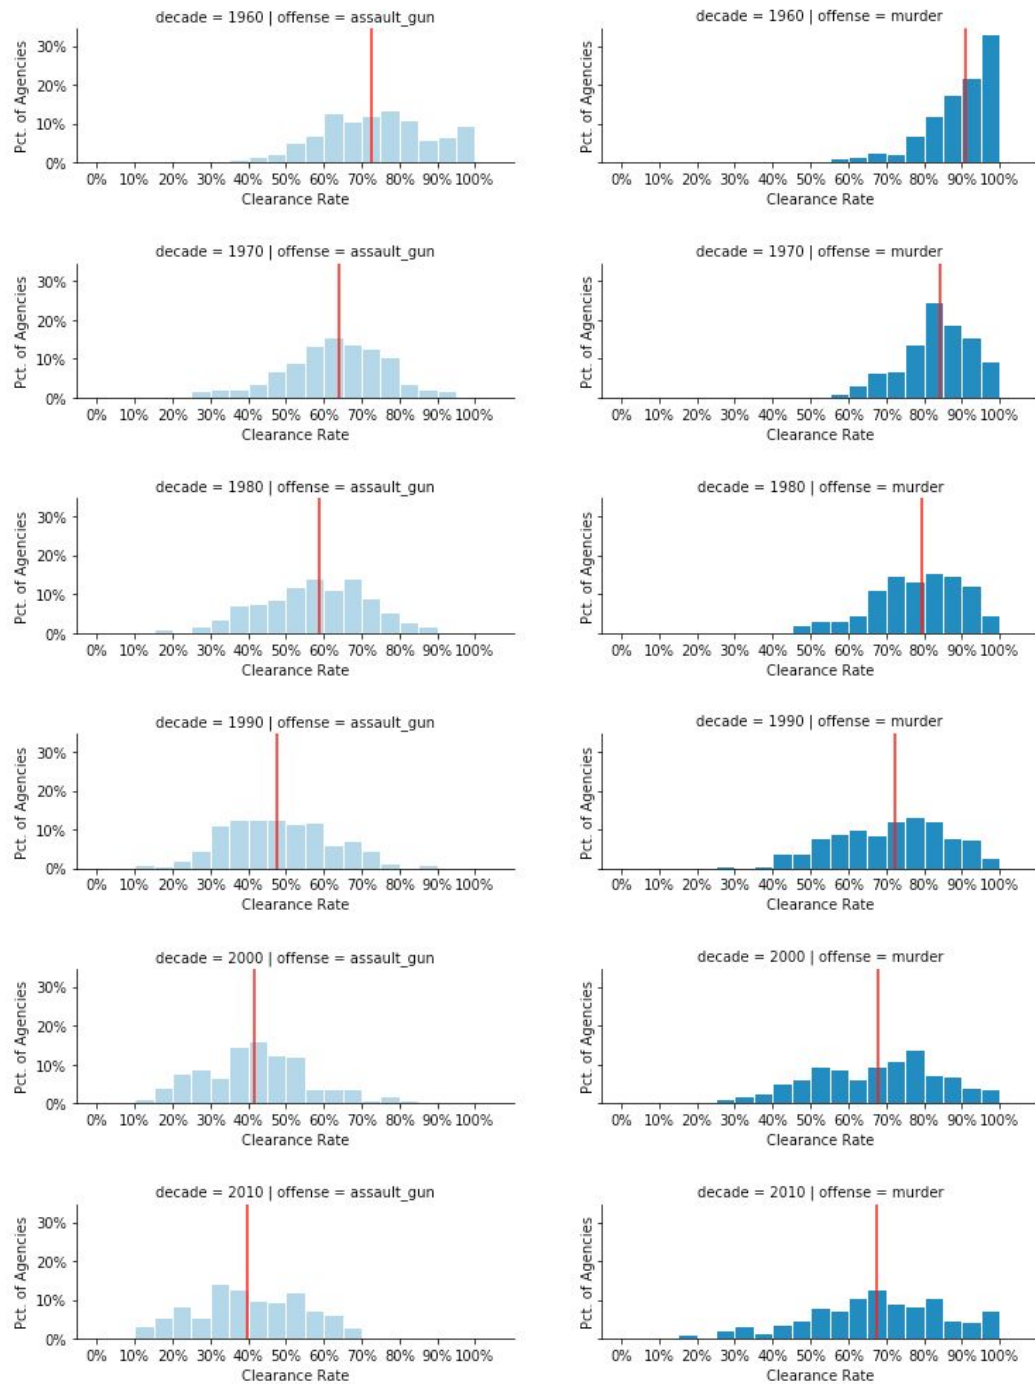 decade = 1960 | offense = assault_gun
decade = 1960 | offense = murder
Pct. of Agencies
30%
20%
10%
0%
0% 10% 20% 30% 40% 50% 60% 70% 80% 90% 100%
Clearance Rate
Pct. of Agencies
0% 10% 20% 30% 40% 50% 60% 70% 80% 90% 100%
Clearance Rate
decade = 1970 | offense = assault_gun
decade = 1970 | offense = murder
Pct. of Agencies
30%
20%
10%
0%
0% 10% 20% 30% 40% 50% 60% 70% 80% 90% 100%
Clearance Rate
Pct. of Agencies
0% 10% 20% 30% 40% 50% 60% 70% 80% 90% 100%
Clearance Rate
decade = 1980 | offense = assault_gun
decade = 1980 | offense = murder
Pct. of Agencies
30%
20%
10%
0%
0% 10% 20% 30% 40% 50% 60% 70% 80% 90% 100%
Clearance Rate
Pct. of Agencies
0% 10% 20% 30% 40% 50% 60% 70% 80% 90% 100%
Clearance Rate
decade = 1990 | offense = assault_gun
decade = 1990 | offense = murder
Pct. of Agencies
30%
20%
10%
0%
0% 10% 20% 30% 40% 50% 60% 70% 80% 90% 100%
Clearance Rate
Pct. of Agencies
0% 10% 20% 30% 40% 50% 60% 70% 80% 90% 100%
Clearance Rate
decade = 2000 | offense = assault_gun
decade = 2000 | offense = murder
Pct. of Agencies
30%
20%
10%
0%
0% 10% 20% 30% 40% 50% 60% 70% 80% 90% 100%
Clearance Rate
Pct. of Agencies
0% 10% 20% 30% 40% 50% 60% 70% 80% 90% 100%
Clearance Rate
decade = 2010 | offense = assault_gun
decade = 2010 | offense = murder
Pct. of Agencies
30%
20%
10%
0%
0% 10% 20% 30% 40% 50% 60% 70% 80% 90% 100%
Clearance Rate
Pct. of Agencies
0% 10% 20% 30% 40% 50% 60% 70% 80% 90% 100%
Clearance Rate